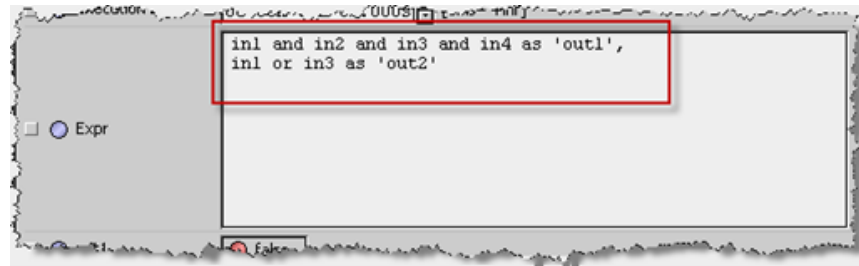 in1 and in2 and in3 and in4 as 'out1',
in1 or in3 as 'out2'
Expr
false